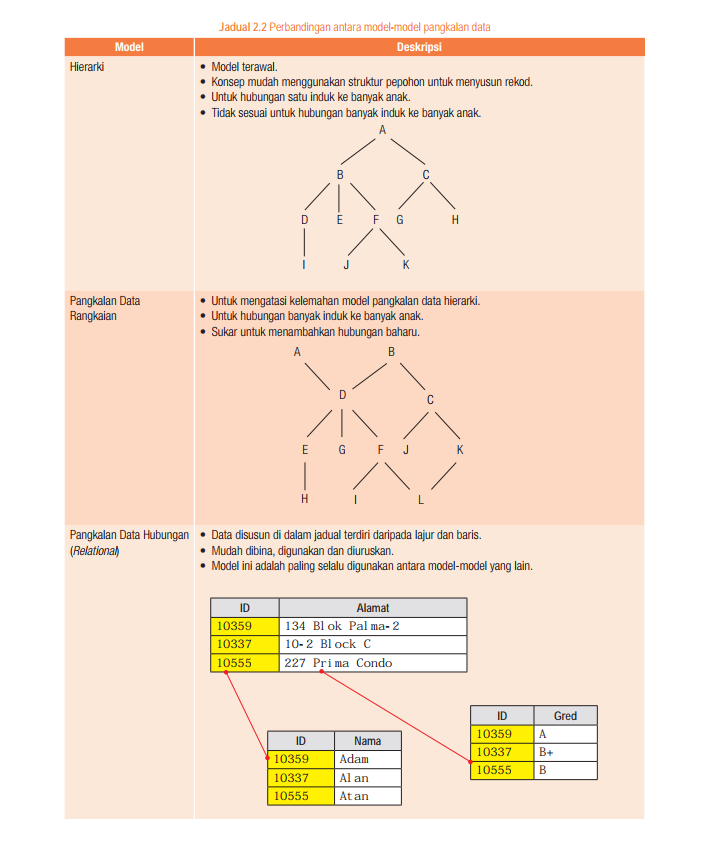 Jadual 2.2 Perbandingan antara model-model pangkalan data
Model Deskripsi
Hierarki
• Model terawal.
• Konsep mudah menggunakan struktur pepohon untuk menyusun rekod.
• Untuk hubungan satu induk ke banyak anak.
• Tidak sesuai untuk hubungan banyak induk ke banyak anak.
A
B C
D E F G H
I J K
Pangkalan Data
Rangkaian
• Untuk mengatasi kelemahan model pangkalan data hierarki.
• Untuk hubungan banyak induk ke banyak anak.
• Sukar untuk menambahkan hubungan baharu.
A B
D C
E G F J K
H I L
Pangkalan Data Hubungan
(Relational)
• Data disusun di dalam jadual terdiri daripada lajur dan baris.
• Mudah dibina, digunakan dan diuruskan.
• Model ini adalah paling selalu digunakan antara model-model yang lain.
ID Alamat
10359 134 Blok Palma-2
10337 10-2 Block C
10555 227 Prima Condo
ID Nama
10359 Adam
10337 Alan
10555 Atan
ID Gred
10359 A
10337 B+
10555 B